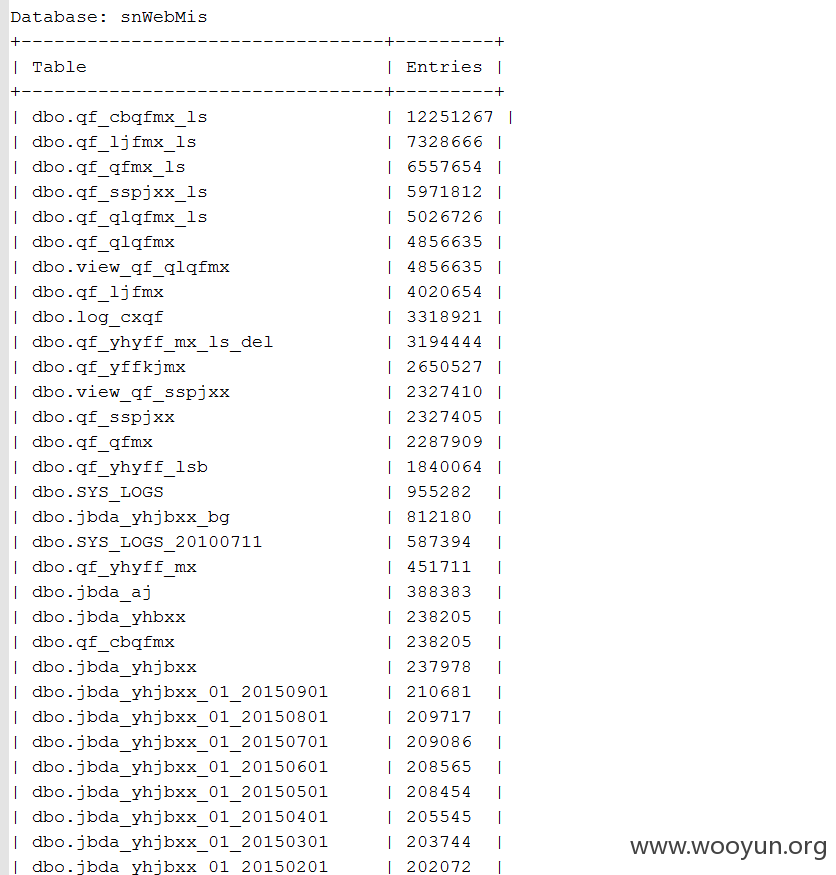 Database: snWebMis
+---------------------------------+---------+
| Table | Entries |
+---------------------------------+---------+
| dbo.qf_cbqfmx_ls | 12251267 |
| dbo.qf_ljfmx_ls | 7328666 |
| dbo.qf_qfmx_ls | 6557654 |
| dbo.qf_sspjxx_ls | 5971812 |
| dbo.qf_qlqfmx_ls | 5026726 |
| dbo.qf_qlqfmx | 4856635 |
| dbo.view_qf_qlqfmx | 4856635 |
| dbo.qf_ljfmx | 4020654 |
| dbo.log_cxqf | 3318921 |
| dbo.qf_yhyff_mx_ls_del | 3194444 |
| dbo.qf_yffkjmx | 2650527 |
| dbo.view_qf_sspjxx | 2327410 |
| dbo.qf_sspjxx | 2327405 |
| dbo.qf_qfmx | 2287909 |
| dbo.qf_yhyff_lsb | 1840064 |
| dbo.SYS_LOGS | 955282 |
| dbo.jbda_yhjbxx_bg | 812180 |
| dbo.SYS_LOGS_20100711 | 587394 |
| dbo.qf_yhyff_mx | 451711 |
| dbo.jbda_aj | 388383 |
| dbo.jbda_yhbxx | 238205 |
| dbo.qf_cbqfmx | 238205 |
| dbo.jbda_yhjbxx | 237978 |
| dbo.jbda_yhjbxx_01_20150901 | 210681 |
| dbo.jbda_yhjbxx_01_20150801 | 209717 |
| dbo.jbda_yhjbxx_01_20150701 | 209086 |
| dbo.jbda_yhjbxx_01_20150601 | 208565 |
| dbo.jbda_yhjbxx_01_20150501 | 208454 |
| dbo.jbda_yhjbxx_01_20150401 | 205545 |
| dbo.jbda_yhjbxx_01_20150301 | 203744 |
| dbo.jbda_yhjbxx_01_20150201 | 202072 |
www.wooyun.org